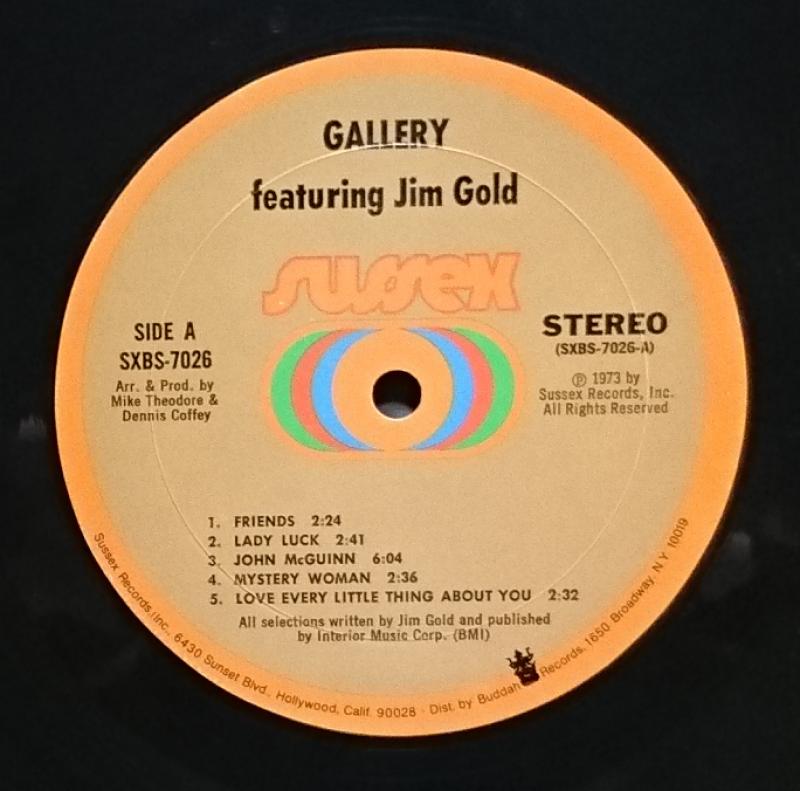 GALLERY
featuring Jim Gold
sussex
SIDE A
SXBS-7026
Arr. & Prod. by
Mike Theodore &
Dennis Coffey
STEREO
(SXBS-7026-A)
℗ 1973 by
Sussex Records, Inc.
All Rights Reserved
1. FRIENDS 2:24
2. LADY LUCK 2:41
3. JOHN McGUINN 6:04
4. MYSTERY WOMAN 2:36
5. LOVE EVERY LITTLE THING ABOUT YOU 2:32
All selections written by Jim Gold and published
by Interior Music Corp. (BMI)
Sussex Records, Inc., 6430 Sunset Blvd., Hollywood, Calif. 90028 · Dist. by Buddah Records, 1650 Broadway, N Y 10019